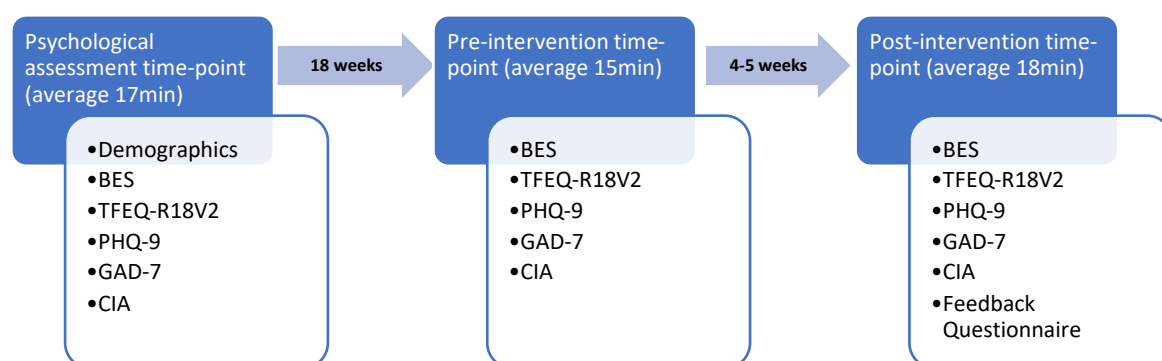 Psychological
assessment time-point
(average 17min)
•Demographics
•BES
•TFEQ-R18V2
•PHQ-9
•GAD-7
•CIA
18 weeks
Pre-intervention time-
point (average 15min)
•BES
•TFEQ-R18V2
•PHQ-9
•GAD-7
•CIA
4-5 weeks
Post-intervention time-
point (average 18min)
•BES
•TFEQ-R18V2
•PHQ-9
•GAD-7
•CIA
•Feedback
Questionnaire